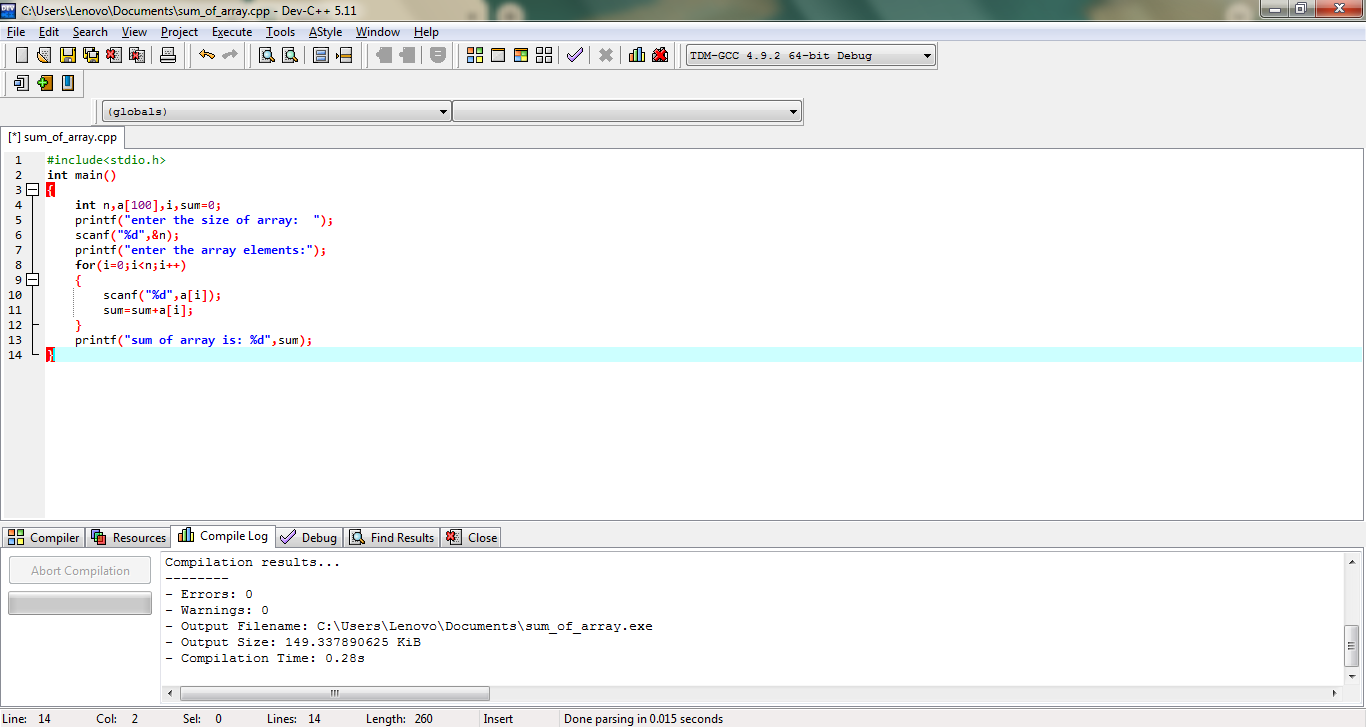 C:\Users\Lenovo\Documents\sum_of_array.cpp - Dev-C++ 5.11
File Edit Search View Project Execute Tools AStyle Window Help
TDM-GCC 4.9.2 64-bit Debug
(globals)
[*] sum_of_array.cpp
1 #include<stdio.h>
2 int main()
3 {
4 int n,a[100],i,sum=0;
5 printf("enter the size of array:  ");
6 scanf("%d",&n);
7 printf("enter the array elements:");
8 for(i=0;i<n;i++)
9 {
10 scanf("%d",a[i]);
11 sum=sum+a[i];
12 }
13 printf("sum of array is: %d",sum);
14 }
Compiler Resources Compile Log Debug Find Results Close
Abort Compilation
Compilation results...
--------
- Errors: 0
- Warnings: 0
- Output Filename: C:\Users\Lenovo\Documents\sum_of_array.exe
- Output Size: 149.337890625 KiB
- Compilation Time: 0.28s
Line: 14 Col: 2 Sel: 0 Lines: 14 Length: 260 Insert Done parsing in 0.015 seconds